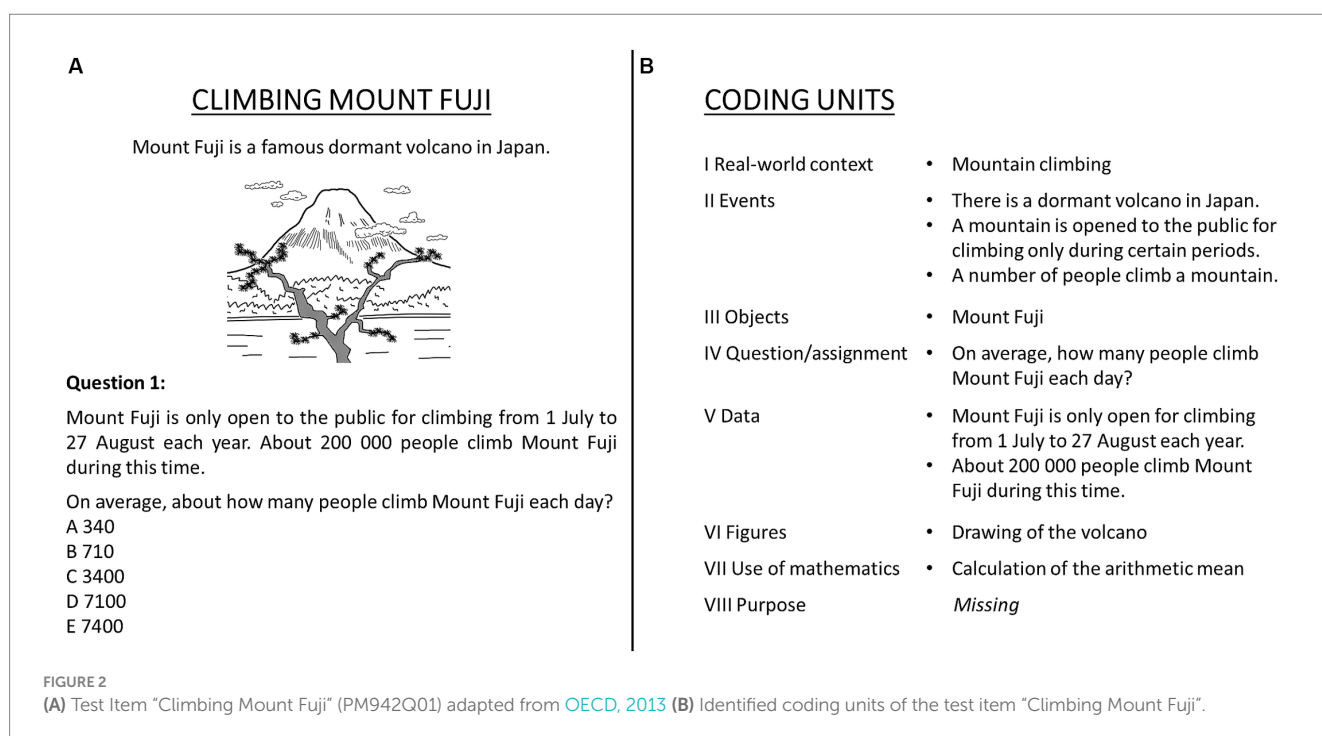 A
CLIMBING MOUNT FUJI
Mount Fuji is a famous dormant volcano in Japan.
Question 1:
Mount Fuji is only open to the public for climbing from 1 July to
27 August each year. About 200 000 people climb Mount Fuji
during this time.
On average, about how many people climb Mount Fuji each day?
A 340
B 710
C 3400
D 7100
E 7400
B
CODING UNITS
I Real-world context • Mountain climbing
II Events • There is a dormant volcano in Japan.
• A mountain is opened to the public for
climbing only during certain periods.
• A number of people climb a mountain.
III Objects • Mount Fuji
IV Question/assignment • On average, how many people climb
Mount Fuji each day?
V Data • Mount Fuji is only open for climbing
from 1 July to 27 August each year.
• About 200 000 people climb Mount
Fuji during this time.
VI Figures • Drawing of the volcano
VII Use of mathematics • Calculation of the arithmetic mean
VIII Purpose Missing
FIGURE 2
(A) Test Item “Climbing Mount Fuji” (PM942Q01) adapted from OECD, 2013 (B) Identified coding units of the test item “Climbing Mount Fuji”.